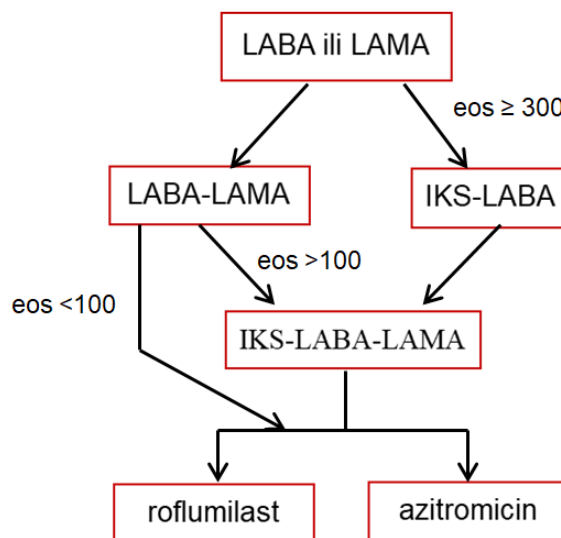 LABA ili LAMA
eos ≥ 300
LABA-LAMA
IKS-LABA
eos >100
eos <100
IKS-LABA-LAMA
roflumilast
azitromicin